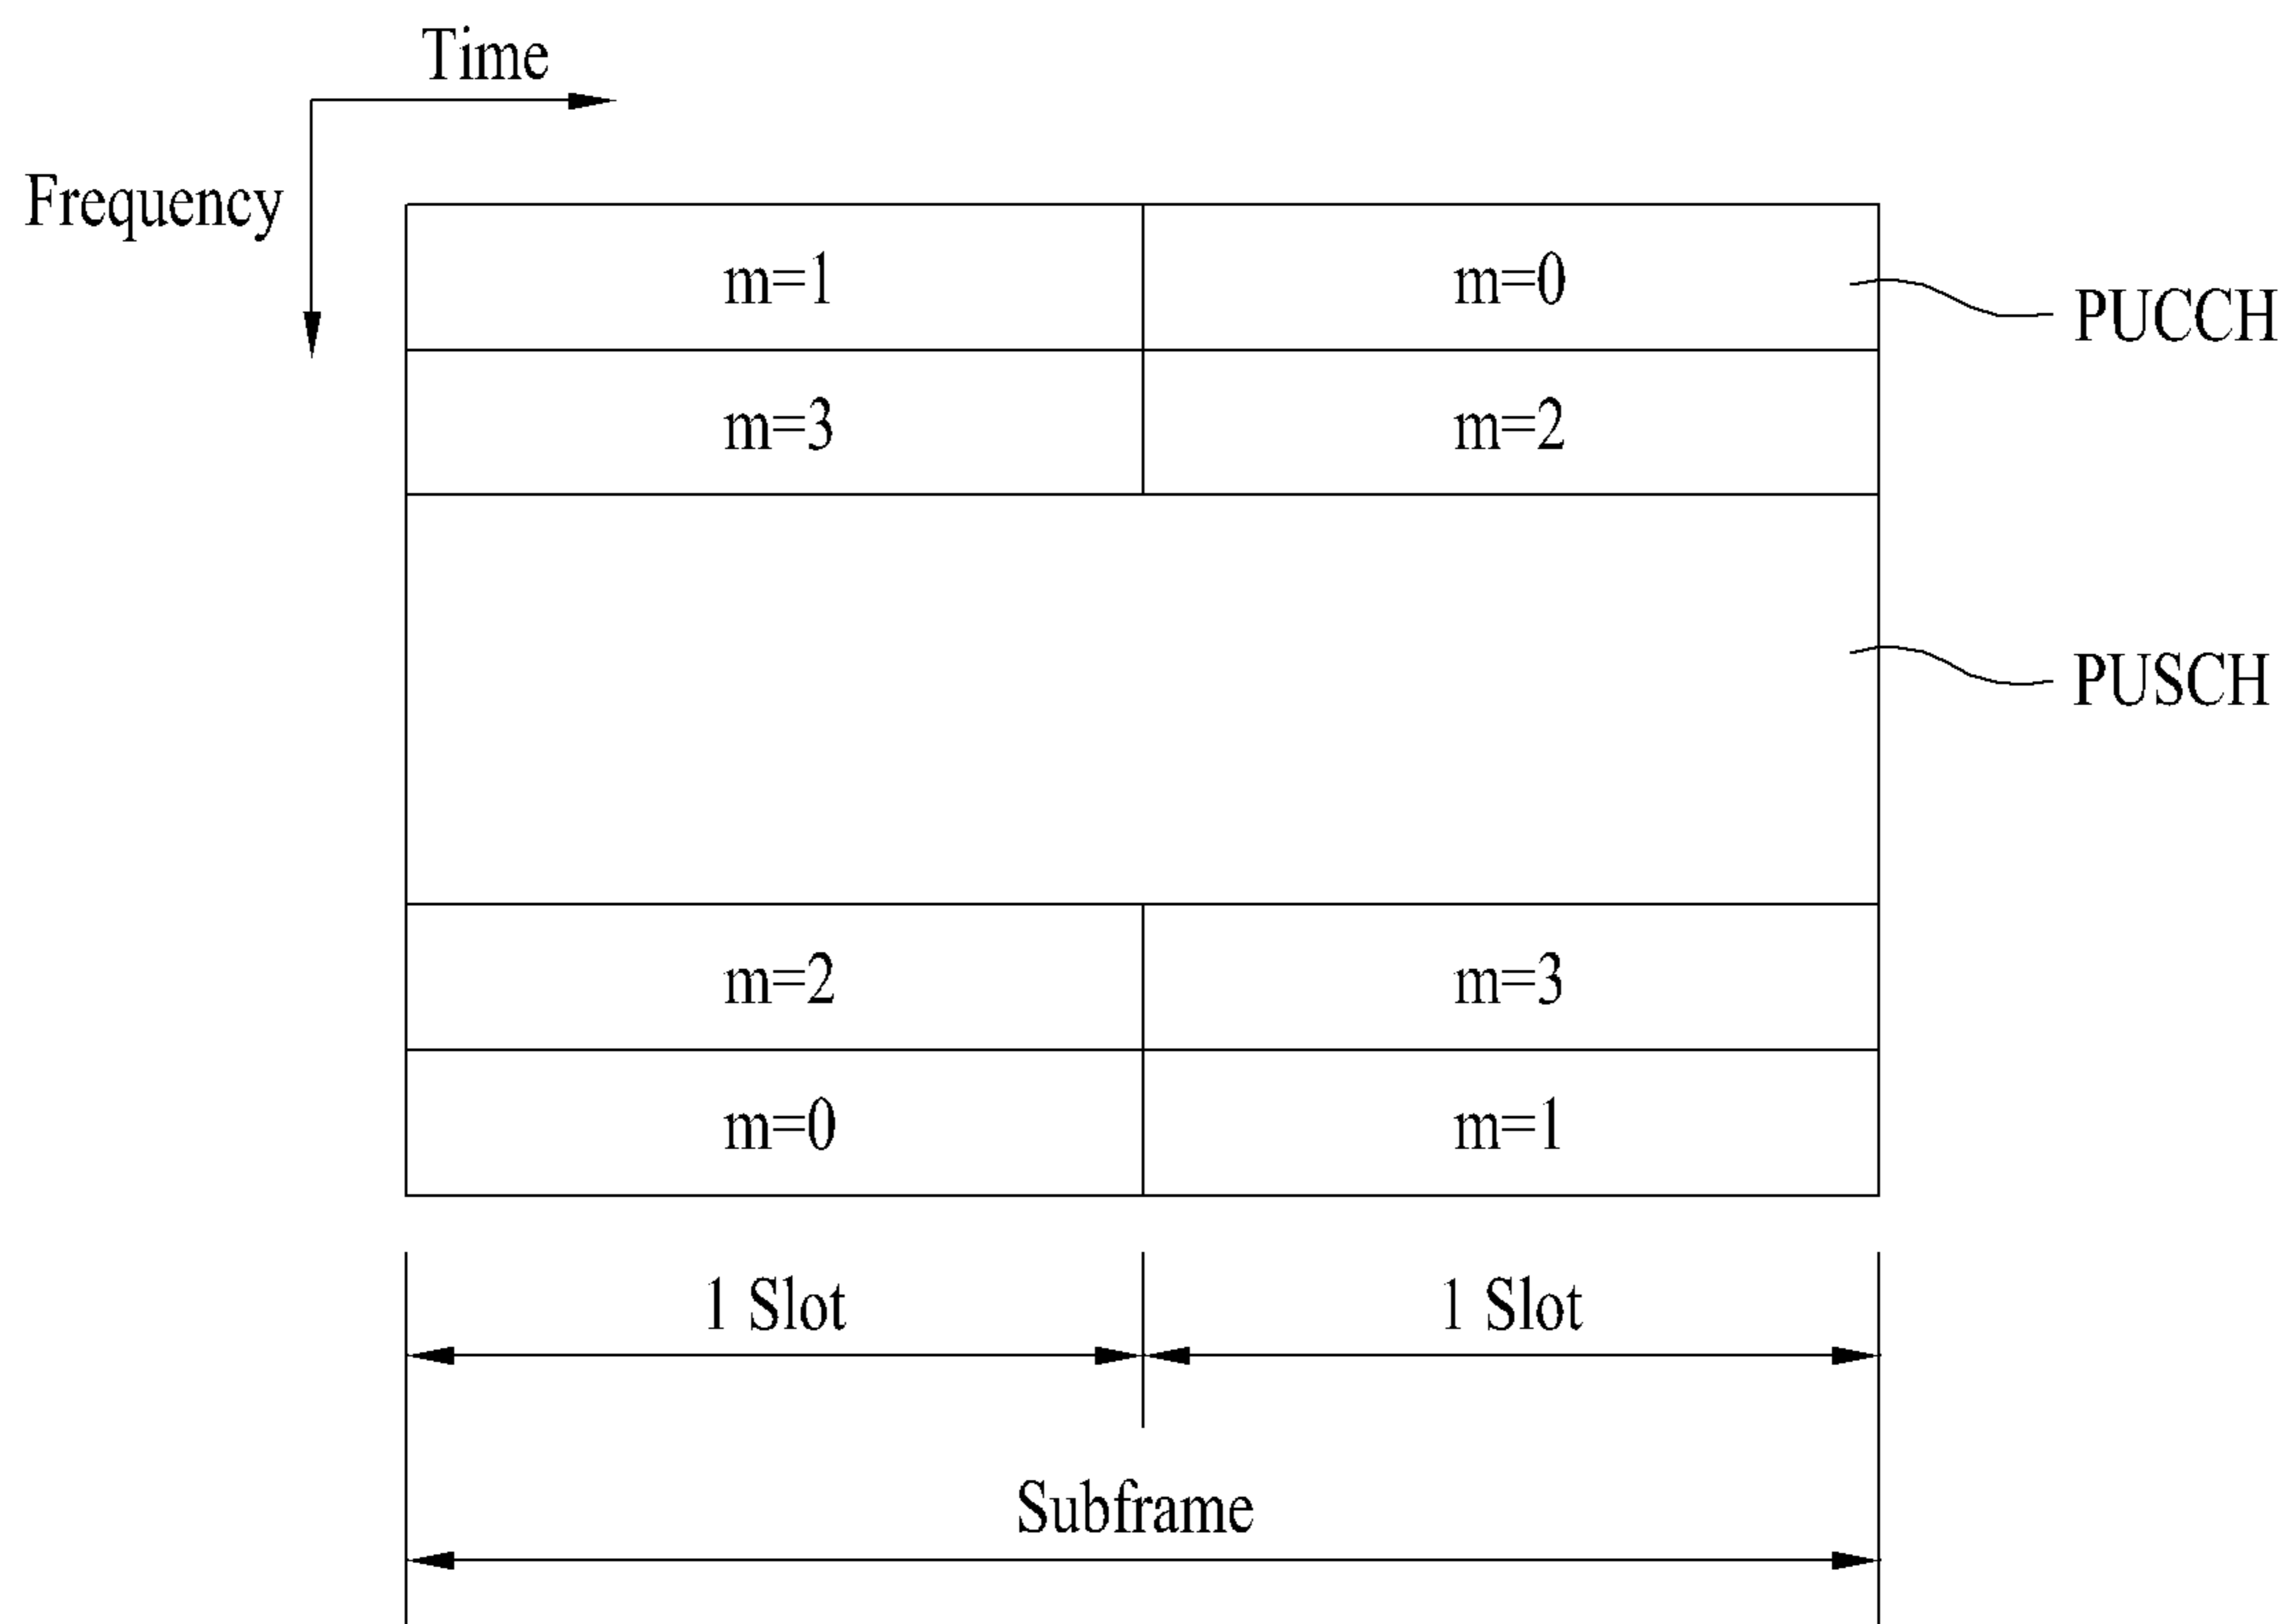 Time
Frequency
m=1
m=0
PUCCH
m=3
m=2
PUSCH
m=2
m=3
m=0
m=1
1 Slot
1 Slot
Subframe